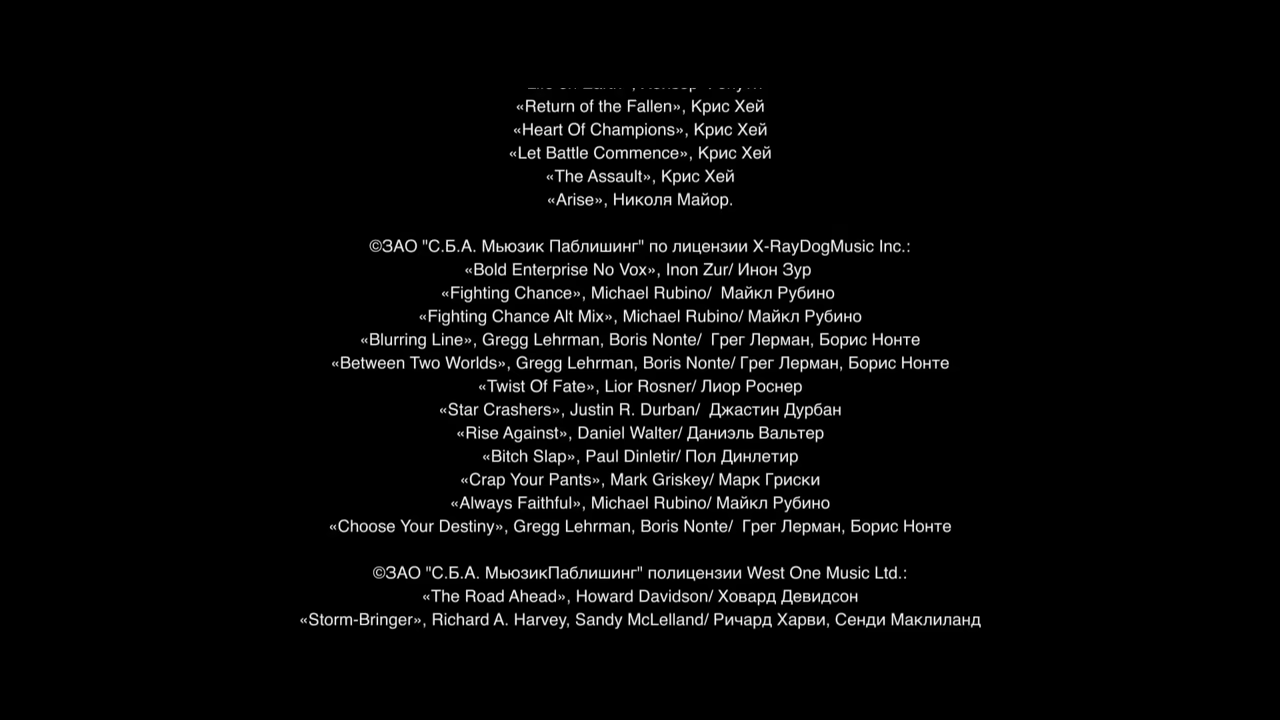 «Return of the Fallen», Крис Хей
«Heart Of Champions», Крис Хей
«Let Battle Commence», Крис Хей
«The Assault», Крис Хей
«Arise», Николя Майор.
©ЗАО "С.Б.А. Мьюзик Паблишинг" по лицензии X-RayDogMusic Inc.:
«Bold Enterprise No Vox», Inon Zur/ Инон Зур
«Fighting Chance», Michael Rubino/  Майкл Рубино
«Fighting Chance Alt Mix», Michael Rubino/ Майкл Рубино
«Blurring Line», Gregg Lehrman, Boris Nonte/  Грег Лерман, Борис Нонте
«Between Two Worlds», Gregg Lehrman, Boris Nonte/ Грег Лерман, Борис Нонте
«Twist Of Fate», Lior Rosner/ Лиор Роснер
«Star Crashers», Justin R. Durban/  Джастин Дурбан
«Rise Against», Daniel Walter/ Даниэль Вальтер
«Bitch Slap», Paul Dinletir/ Пол Динлетир
«Crap Your Pants», Mark Griskey/ Марк Гриски
«Always Faithful», Michael Rubino/ Майкл Рубино
«Choose Your Destiny», Gregg Lehrman, Boris Nonte/  Грег Лерман, Борис Нонте
©ЗАО "С.Б.А. МьюзикПаблишинг" полицензии West One Music Ltd.:
«The Road Ahead», Howard Davidson/ Ховард Девидсон
«Storm-Bringer», Richard A. Harvey, Sandy McLelland/ Ричард Харви, Сенди Маклиланд